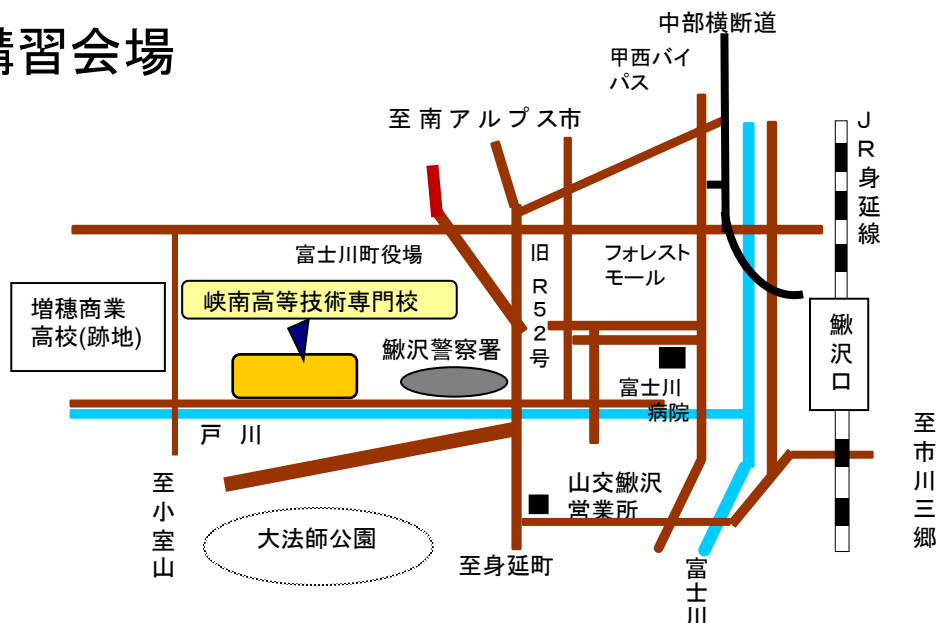 講習会場
中部横断道
甲西バイ
パス
至 南 ア ル プ ス 市
J
R
身
延
線
富士川町役場
旧
R
5
2
号
フォレスト
モール
峡南高等技術専門校
増穂商業
高校(跡地)
鰍沢警察署
鰍
沢
口
富士川
病院
戸 川
至
市
川
三
郷
至
小
室
山
山交鰍沢
営業所
大法師公園
至身延町
富
士
川